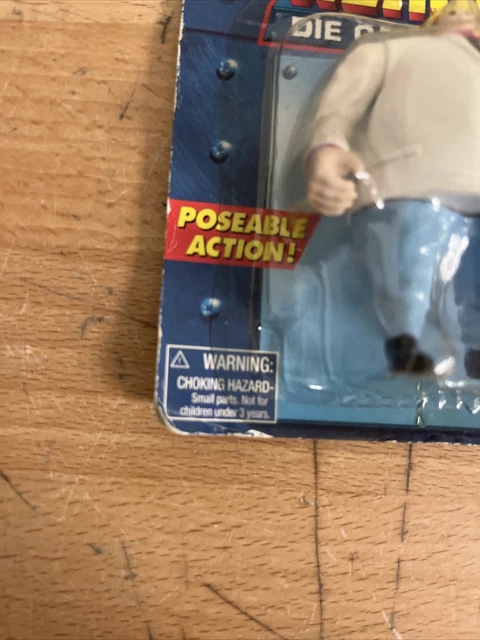 DIE
POSEABLE
ACTION!
WARNING:
CHOKING HAZARD-
Small parts. Not for
children under 3 years.